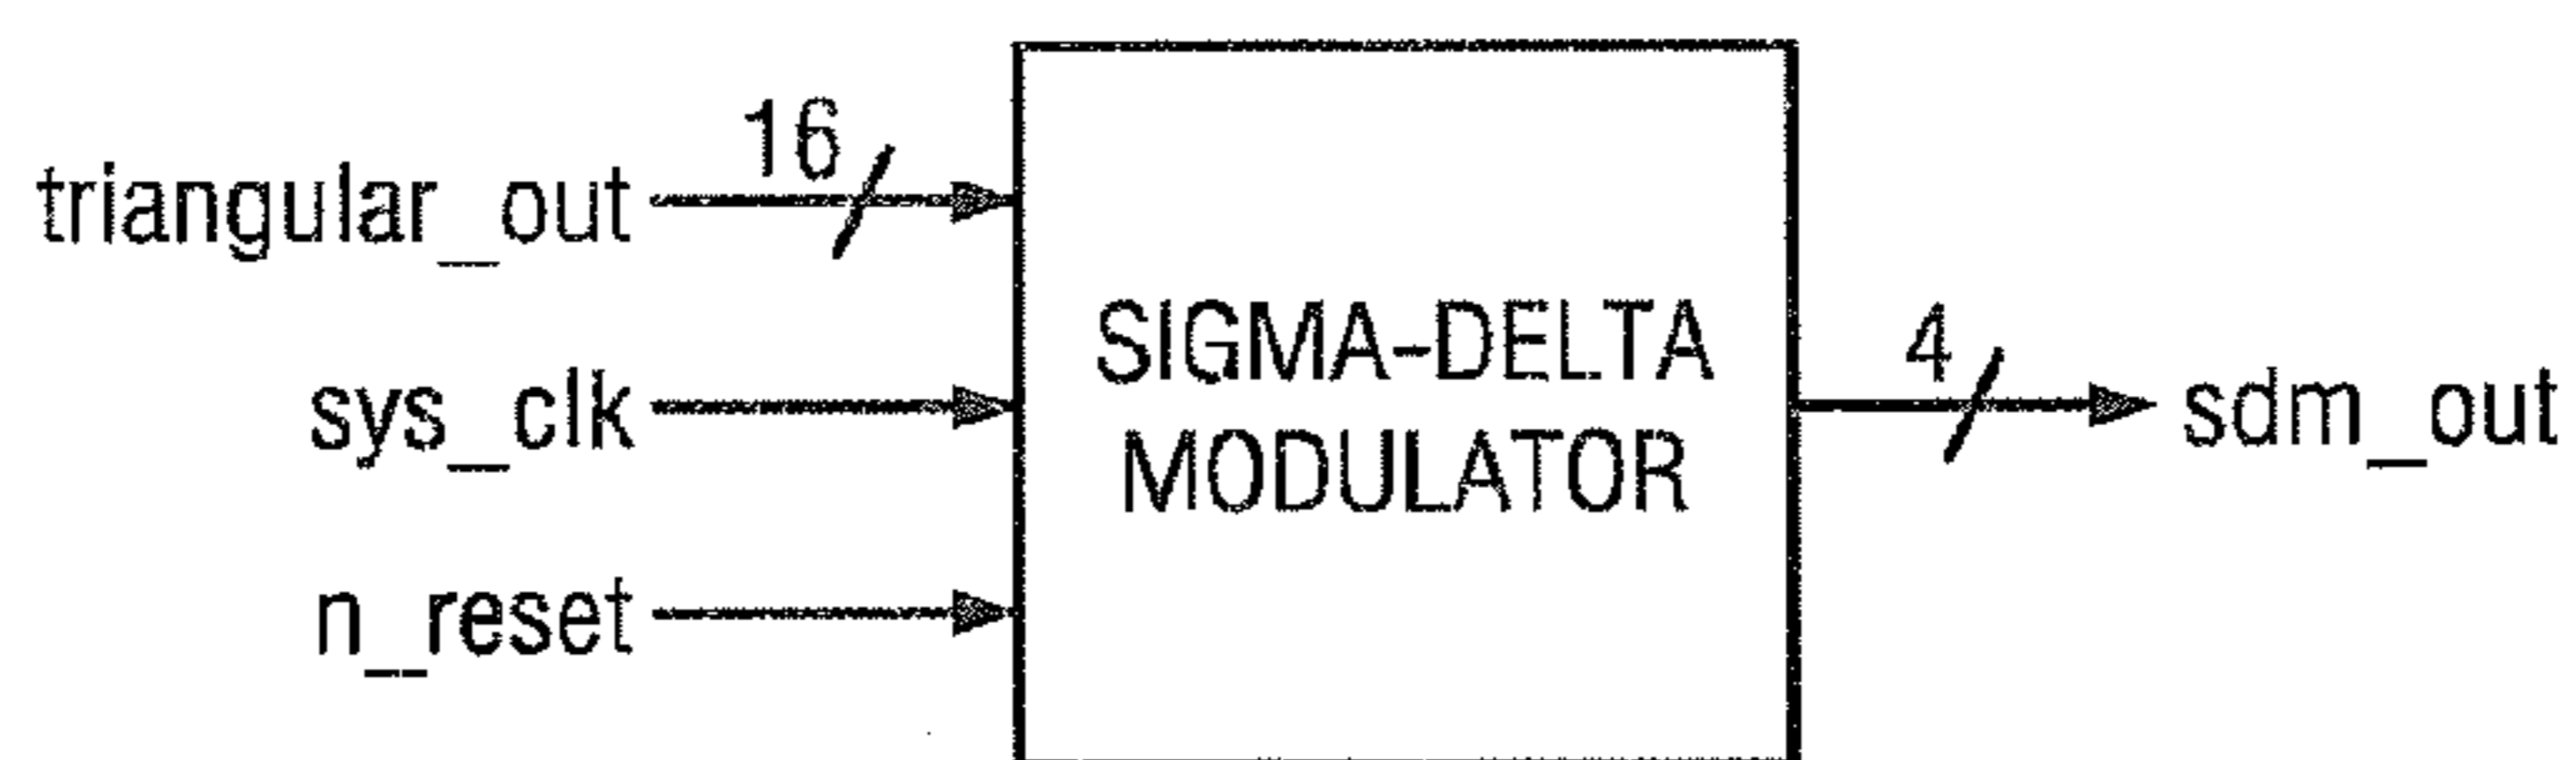 16
triangular_out
sys_clk
n_reset
SIGMA-DELTA
MODULATOR
4
sdm_out